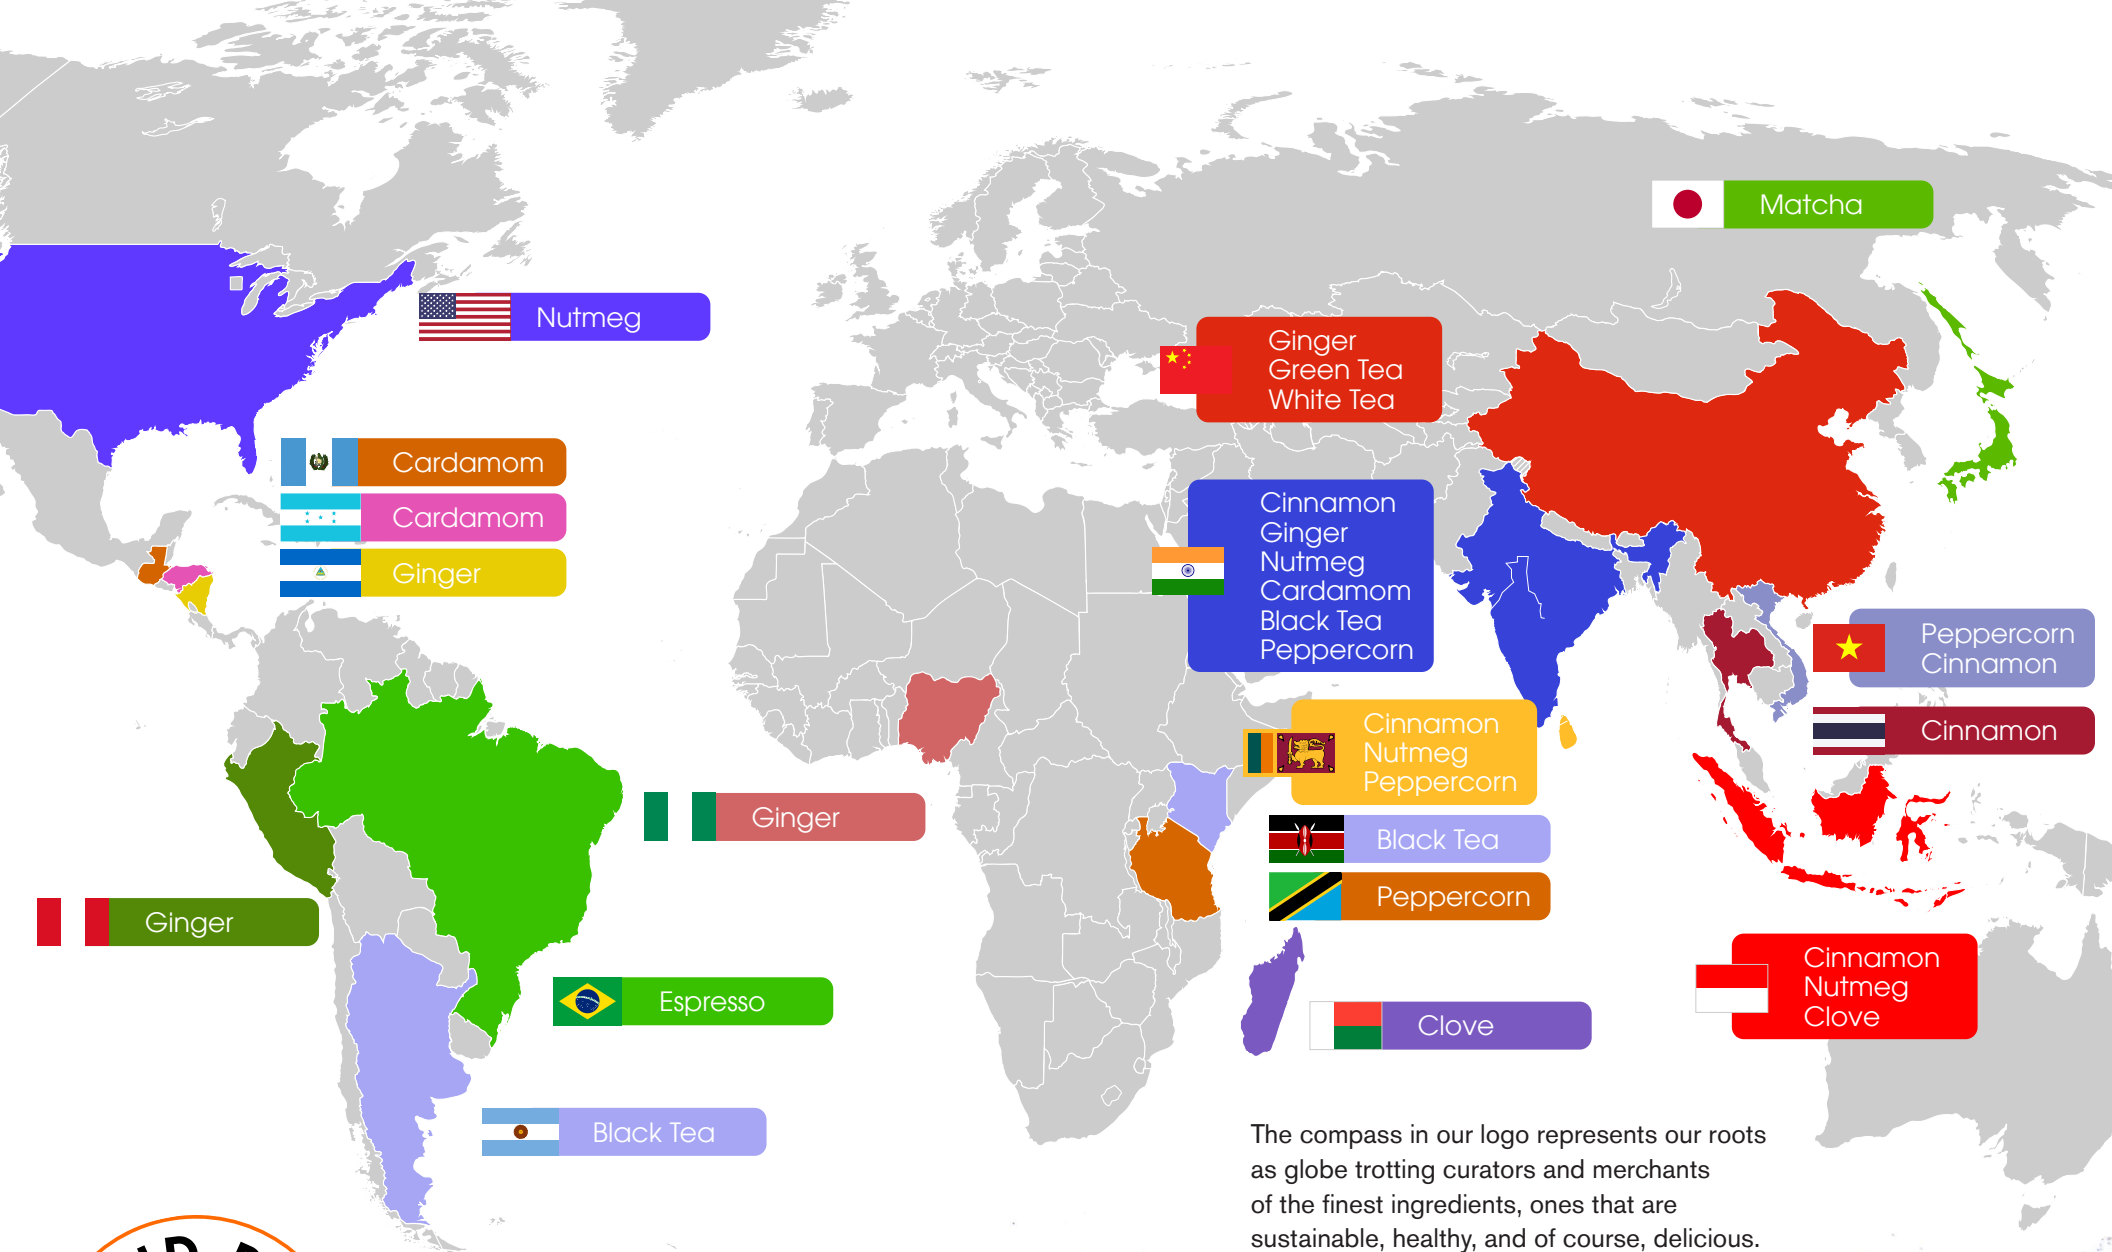 Matcha
Nutmeg
Ginger
Green Tea
White Tea
Cardamom
Cardamom
Ginger
Cinnamon
Ginger
Nutmeg
Cardamom
Black Tea
Peppercorn
Peppercorn
Cinnamon
Cinnamon
Cinnamon
Nutmeg
Peppercorn
Ginger
Black Tea
Peppercorn
Ginger
Cinnamon
Nutmeg
Clove
Espresso
Clove
Black Tea
The compass in our logo represents our roots
as globe trotting curators and merchants
of the finest ingredients, ones that are
sustainable, healthy, and of course, delicious.